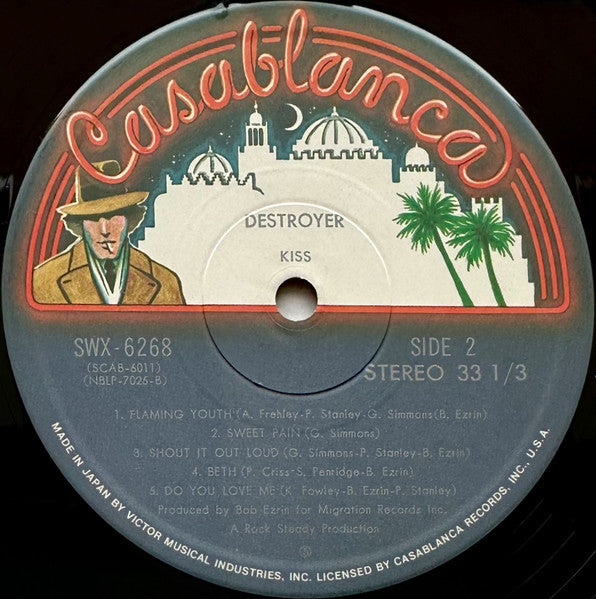 Casablanca
DESTROYER
KISS
SWX-6268
(SCAB-6011)
(NBLP-7025-B)
SIDE 2
STEREO 33 1/3
1. FLAMING YOUTH (A. Frehley-P. Stanley-G. Simmons(B. Ezrin)
2. SWEET PAIN (G. Simmons)
3. SHOUT IT OUT LOUD (G. Simmons-P. Stanley-B. Ezrin)
4. BETH (P. Criss-S. Penridge-B. Ezrin)
5. DO YOU LOVE ME (K. Fowley-B. Ezrin-P. Stanley)
Produced by Bob Ezrin for Migration Records Inc.
A Rock Steady Production
MADE IN JAPAN BY VICTOR MUSICAL INDUSTRIES, INC. LICENSED BY CASABLANCA RECORDS, INC., U.S.A.